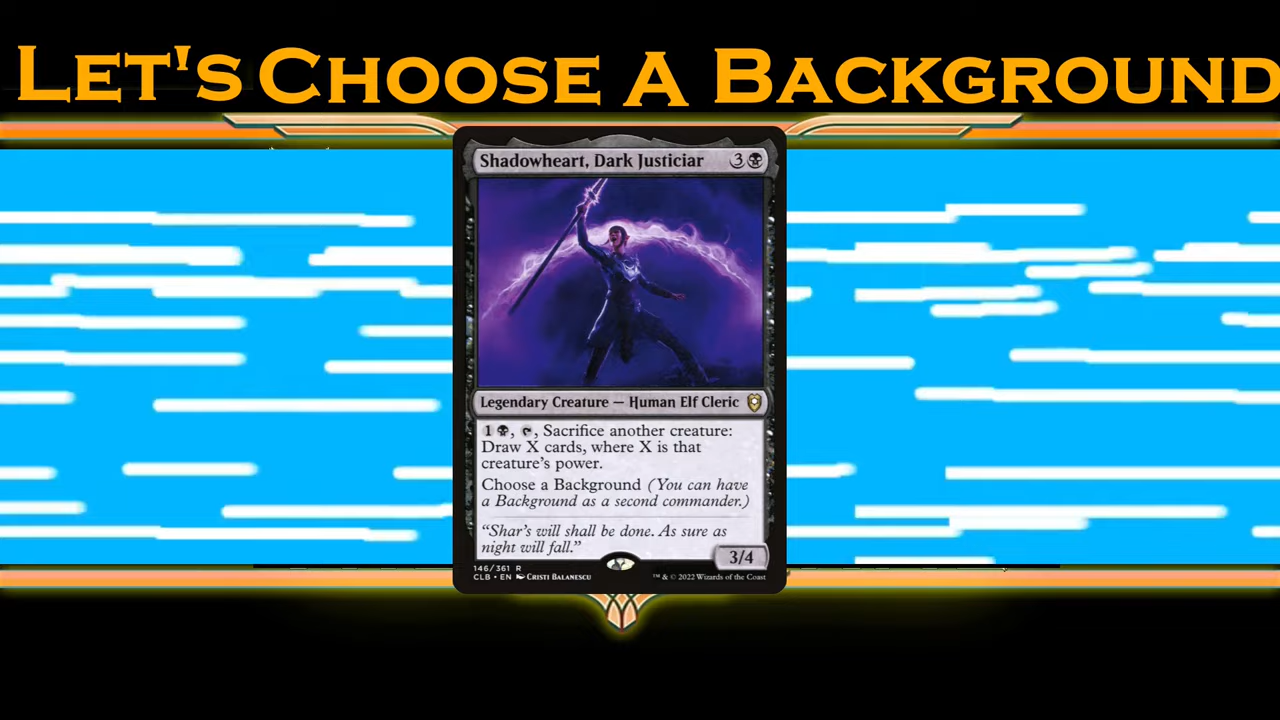 LET'S CHOOSE A BACKGROUND
Shadowheart, Dark Justiciar 3
Legendary Creature — Human Elf Cleric
1 , , Sacrifice another creature:
Draw X cards, where X is that
creature's power.
Choose a Background (You can have
a Background as a second commander.)
“Shar's will shall be done. As sure as
night will fall.”
3/4
146/361 R
CLB • EN CRISTI BALANESCU
™ & © 2022 Wizards of the Coast